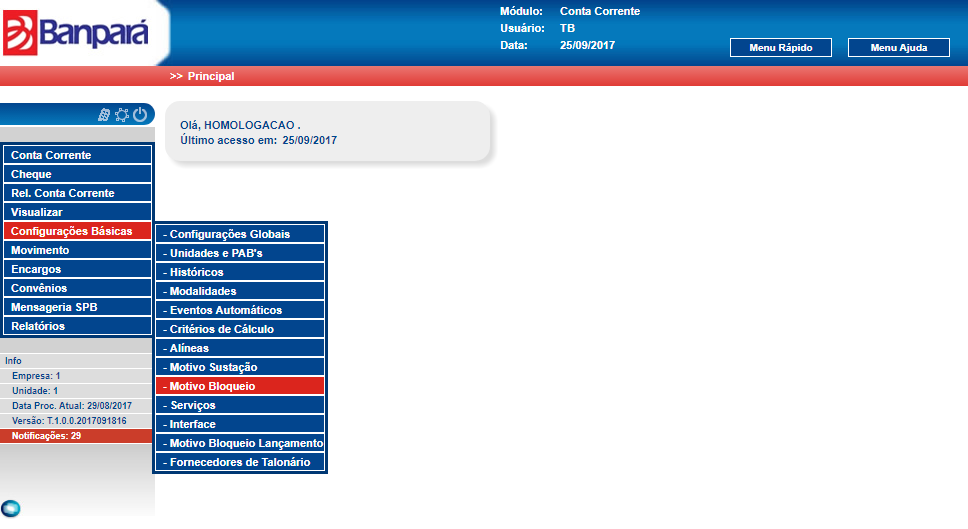 Banpará
Módulo: Conta Corrente
Usuário: TB
Data: 25/09/2017
Menu Rápido
Menu Ajuda
>> Principal
Olá, HOMOLOGACAO .
Último acesso em: 25/09/2017
Conta Corrente
Cheque
Rel. Conta Corrente
Visualizar
Configurações Básicas
Movimento
Encargos
Convênios
Mensageria SPB
Relatórios
- Configurações Globais
- Unidades e PAB's
- Históricos
- Modalidades
- Eventos Automáticos
- Critérios de Cálculo
- Alíneas
- Motivo Sustação
- Motivo Bloqueio
- Serviços
- Interface
- Motivo Bloqueio Lançamento
- Fornecedores de Talonário
Info
Empresa: 1
Unidade: 1
Data Proc. Atual: 29/08/2017
Versão: T.1.0.0.2017091816
Notificações: 29